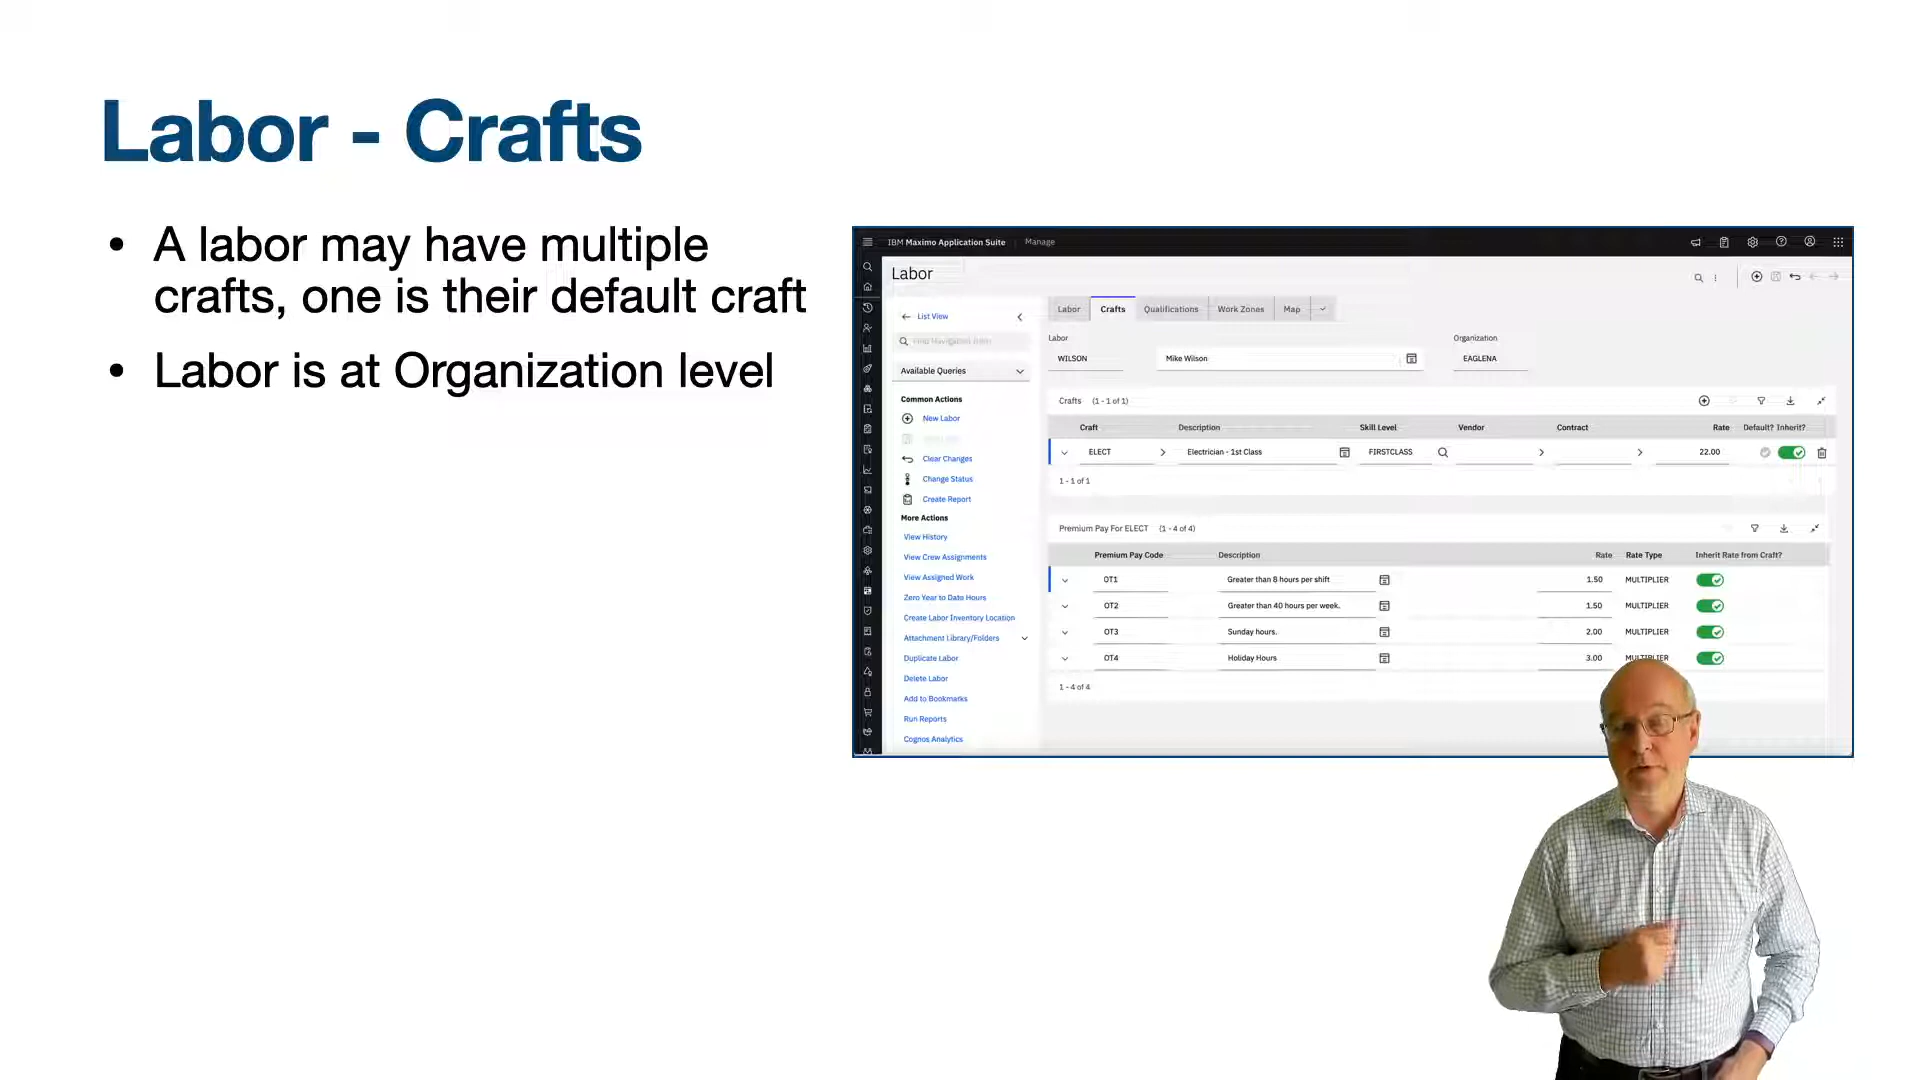 Labor - Crafts
• A labor may have multiple
crafts, one is their default craft
• Labor is at Organization level
IBM Maximo Application Suite Manage
Labor
List View
Find Navigation Item
Available Queries
Common Actions
New Labor
Clear Changes
Change Status
Create Report
More Actions
View History
View Crew Assignments
View Assigned Work
Zero Year to Date Hours
Create Labor Inventory Location
Attachment Library/Folders
Duplicate Labor
Delete Labor
Add to Bookmarks
Run Reports
Cognos Analytics
Labor Crafts Qualifications Work Zones Map
Labor Organization
WILSON Mike Wilson EAGLENA
Crafts (1 - 1 of 1)
Craft Description Skill Level Vendor Contract Rate Default? Inherit?
ELECT Electrician - 1st Class FIRSTCLASS 22.00
1 - 1 of 1
Premium Pay For ELECT (1 - 4 of 4)
Premium Pay Code Description Rate Rate Type Inherit Rate from Craft?
OT1 Greater than 8 hours per shift 1.50 MULTIPLIER
OT2 Greater than 40 hours per week. 1.50 MULTIPLIER
OT3 Sunday hours. 2.00 MULTIPLIER
OT4 Holiday Hours 3.00 MULTIPLIER
1 - 4 of 4